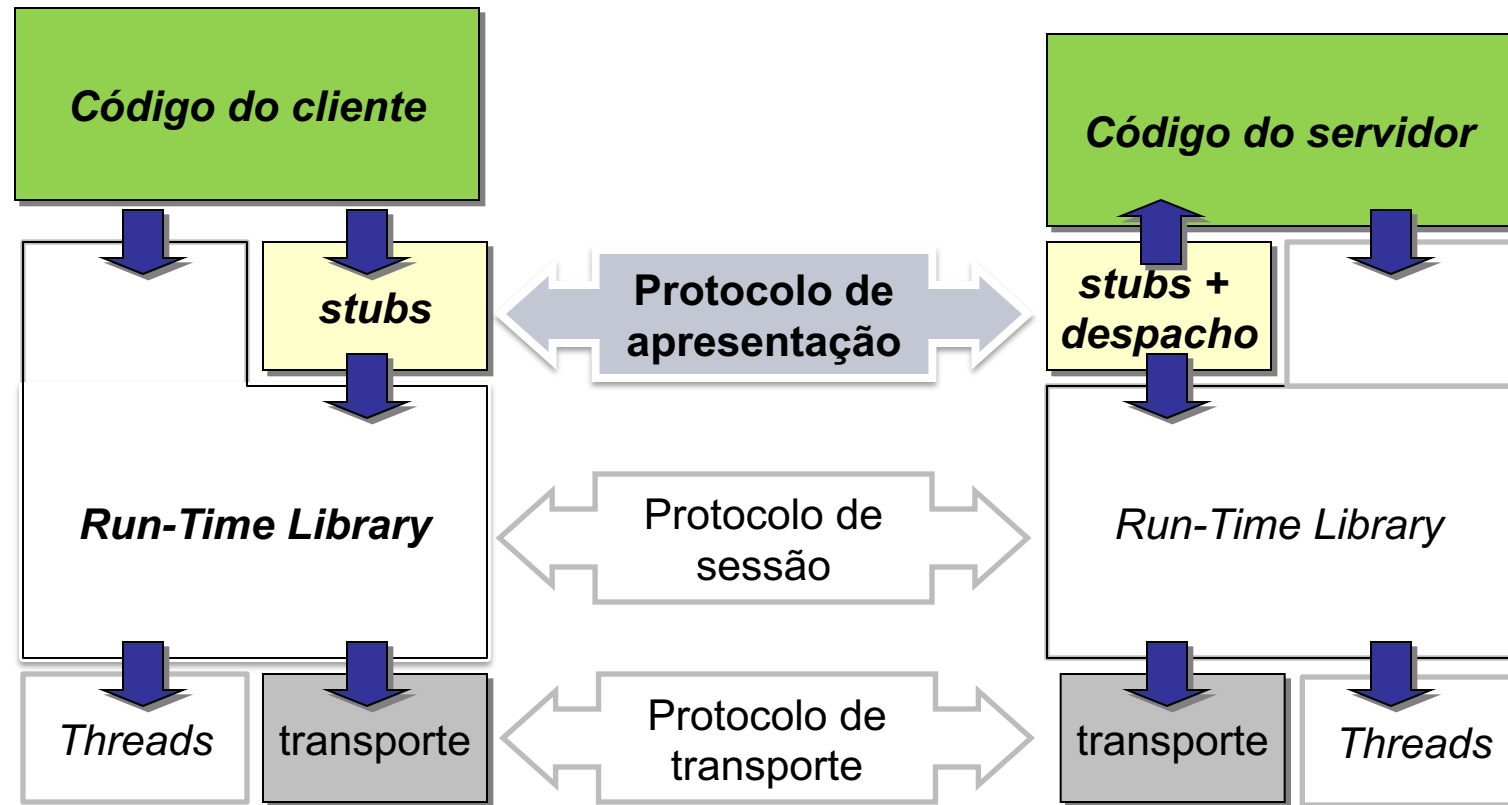 Código do cliente
Código do servidor
stubs
Protocolo de
apresentação
stubs +
despacho
Run-Time Library
Protocolo de
sessão
Run-Time Library
Threads
transporte
Protocolo de
transporte
transporte
Threads